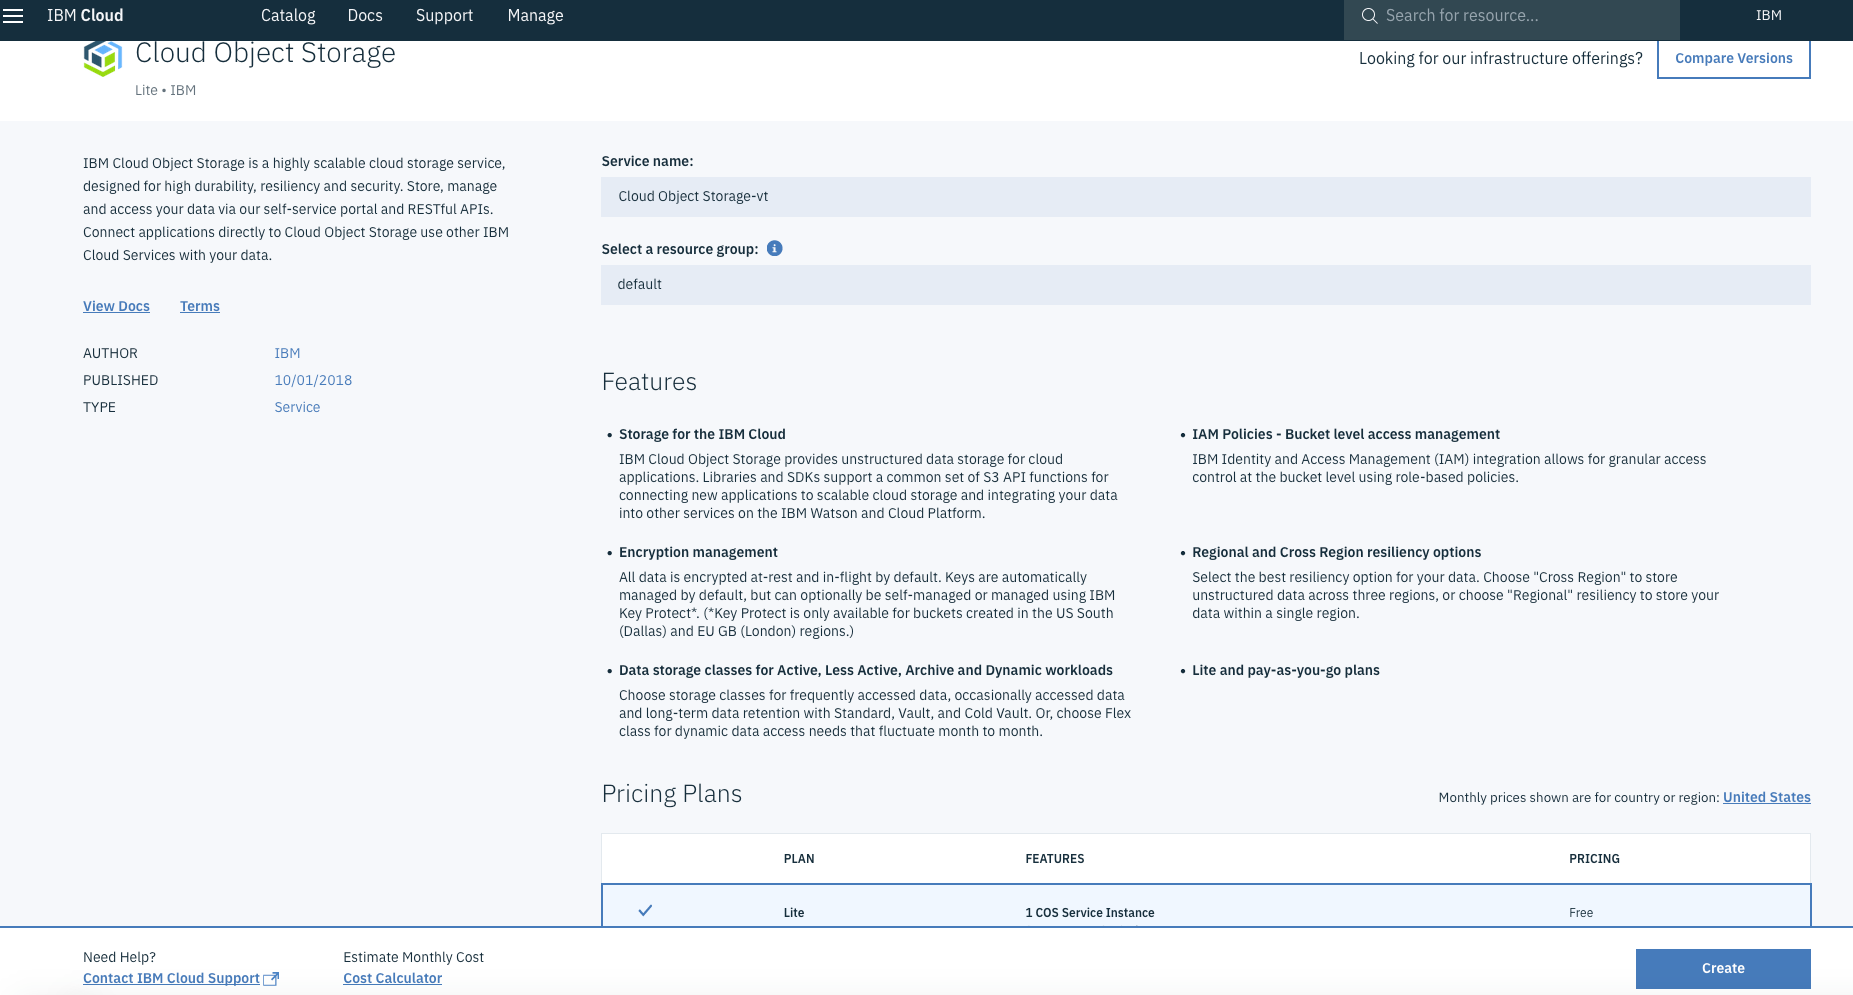 IBM Cloud
Catalog
Docs
Support
Manage
Search for resource...
IBM
Cloud Object Storage
Lite • IBM
Looking for our infrastructure offerings?
Compare Versions
IBM Cloud Object Storage is a highly scalable cloud storage service,
designed for high durability, resiliency and security. Store, manage
and access your data via our self-service portal and RESTful APIs.
Connect applications directly to Cloud Object Storage use other IBM
Cloud Services with your data.
View Docs
Terms
AUTHOR IBM
PUBLISHED 10/01/2018
TYPE Service
Service name:
Cloud Object Storage-vt
Select a resource group:
default
Features
• Storage for the IBM Cloud
IBM Cloud Object Storage provides unstructured data storage for cloud
applications. Libraries and SDKs support a common set of S3 API functions for
connecting new applications to scalable cloud storage and integrating your data
into other services on the IBM Watson and Cloud Platform.
• IAM Policies - Bucket level access management
IBM Identity and Access Management (IAM) integration allows for granular access
control at the bucket level using role-based policies.
• Encryption management
All data is encrypted at-rest and in-flight by default. Keys are automatically
managed by default, but can optionally be self-managed or managed using IBM
Key Protect*. (*Key Protect is only available for buckets created in the US South
(Dallas) and EU GB (London) regions.)
• Regional and Cross Region resiliency options
Select the best resiliency option for your data. Choose "Cross Region" to store
unstructured data across three regions, or choose "Regional" resiliency to store your
data within a single region.
• Data storage classes for Active, Less Active, Archive and Dynamic workloads
Choose storage classes for frequently accessed data, occasionally accessed data
and long-term data retention with Standard, Vault, and Cold Vault. Or, choose Flex
class for dynamic data access needs that fluctuate month to month.
• Lite and pay-as-you-go plans
Pricing Plans
Monthly prices shown are for country or region: United States
PLAN FEATURES PRICING
Lite 1 COS Service Instance Free
Need Help?
Contact IBM Cloud Support
Estimate Monthly Cost
Cost Calculator
Create